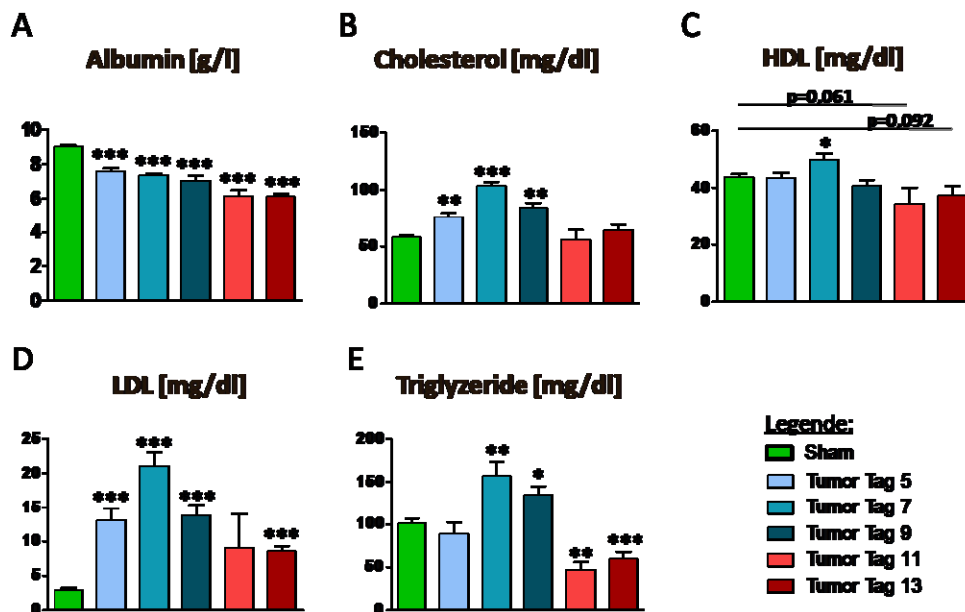 A
Albumin [g/l]
10
8
6
4
2
0
***
***
***
***
***
B
Cholesterol [mg/dl]
150
100
50
0
**
***
**
C
HDL [mg/dl]
p=0,061
p=0,092
60
40
20
0
*
D
LDL [mg/dl]
25
20
15
10
5
0
***
***
***
***
E
Triglyzeride [mg/dl]
200
150
100
50
0
**
*
**
***
Legende:
Sham
Tumor Tag 5
Tumor Tag 7
Tumor Tag 9
Tumor Tag 11
Tumor Tag 13